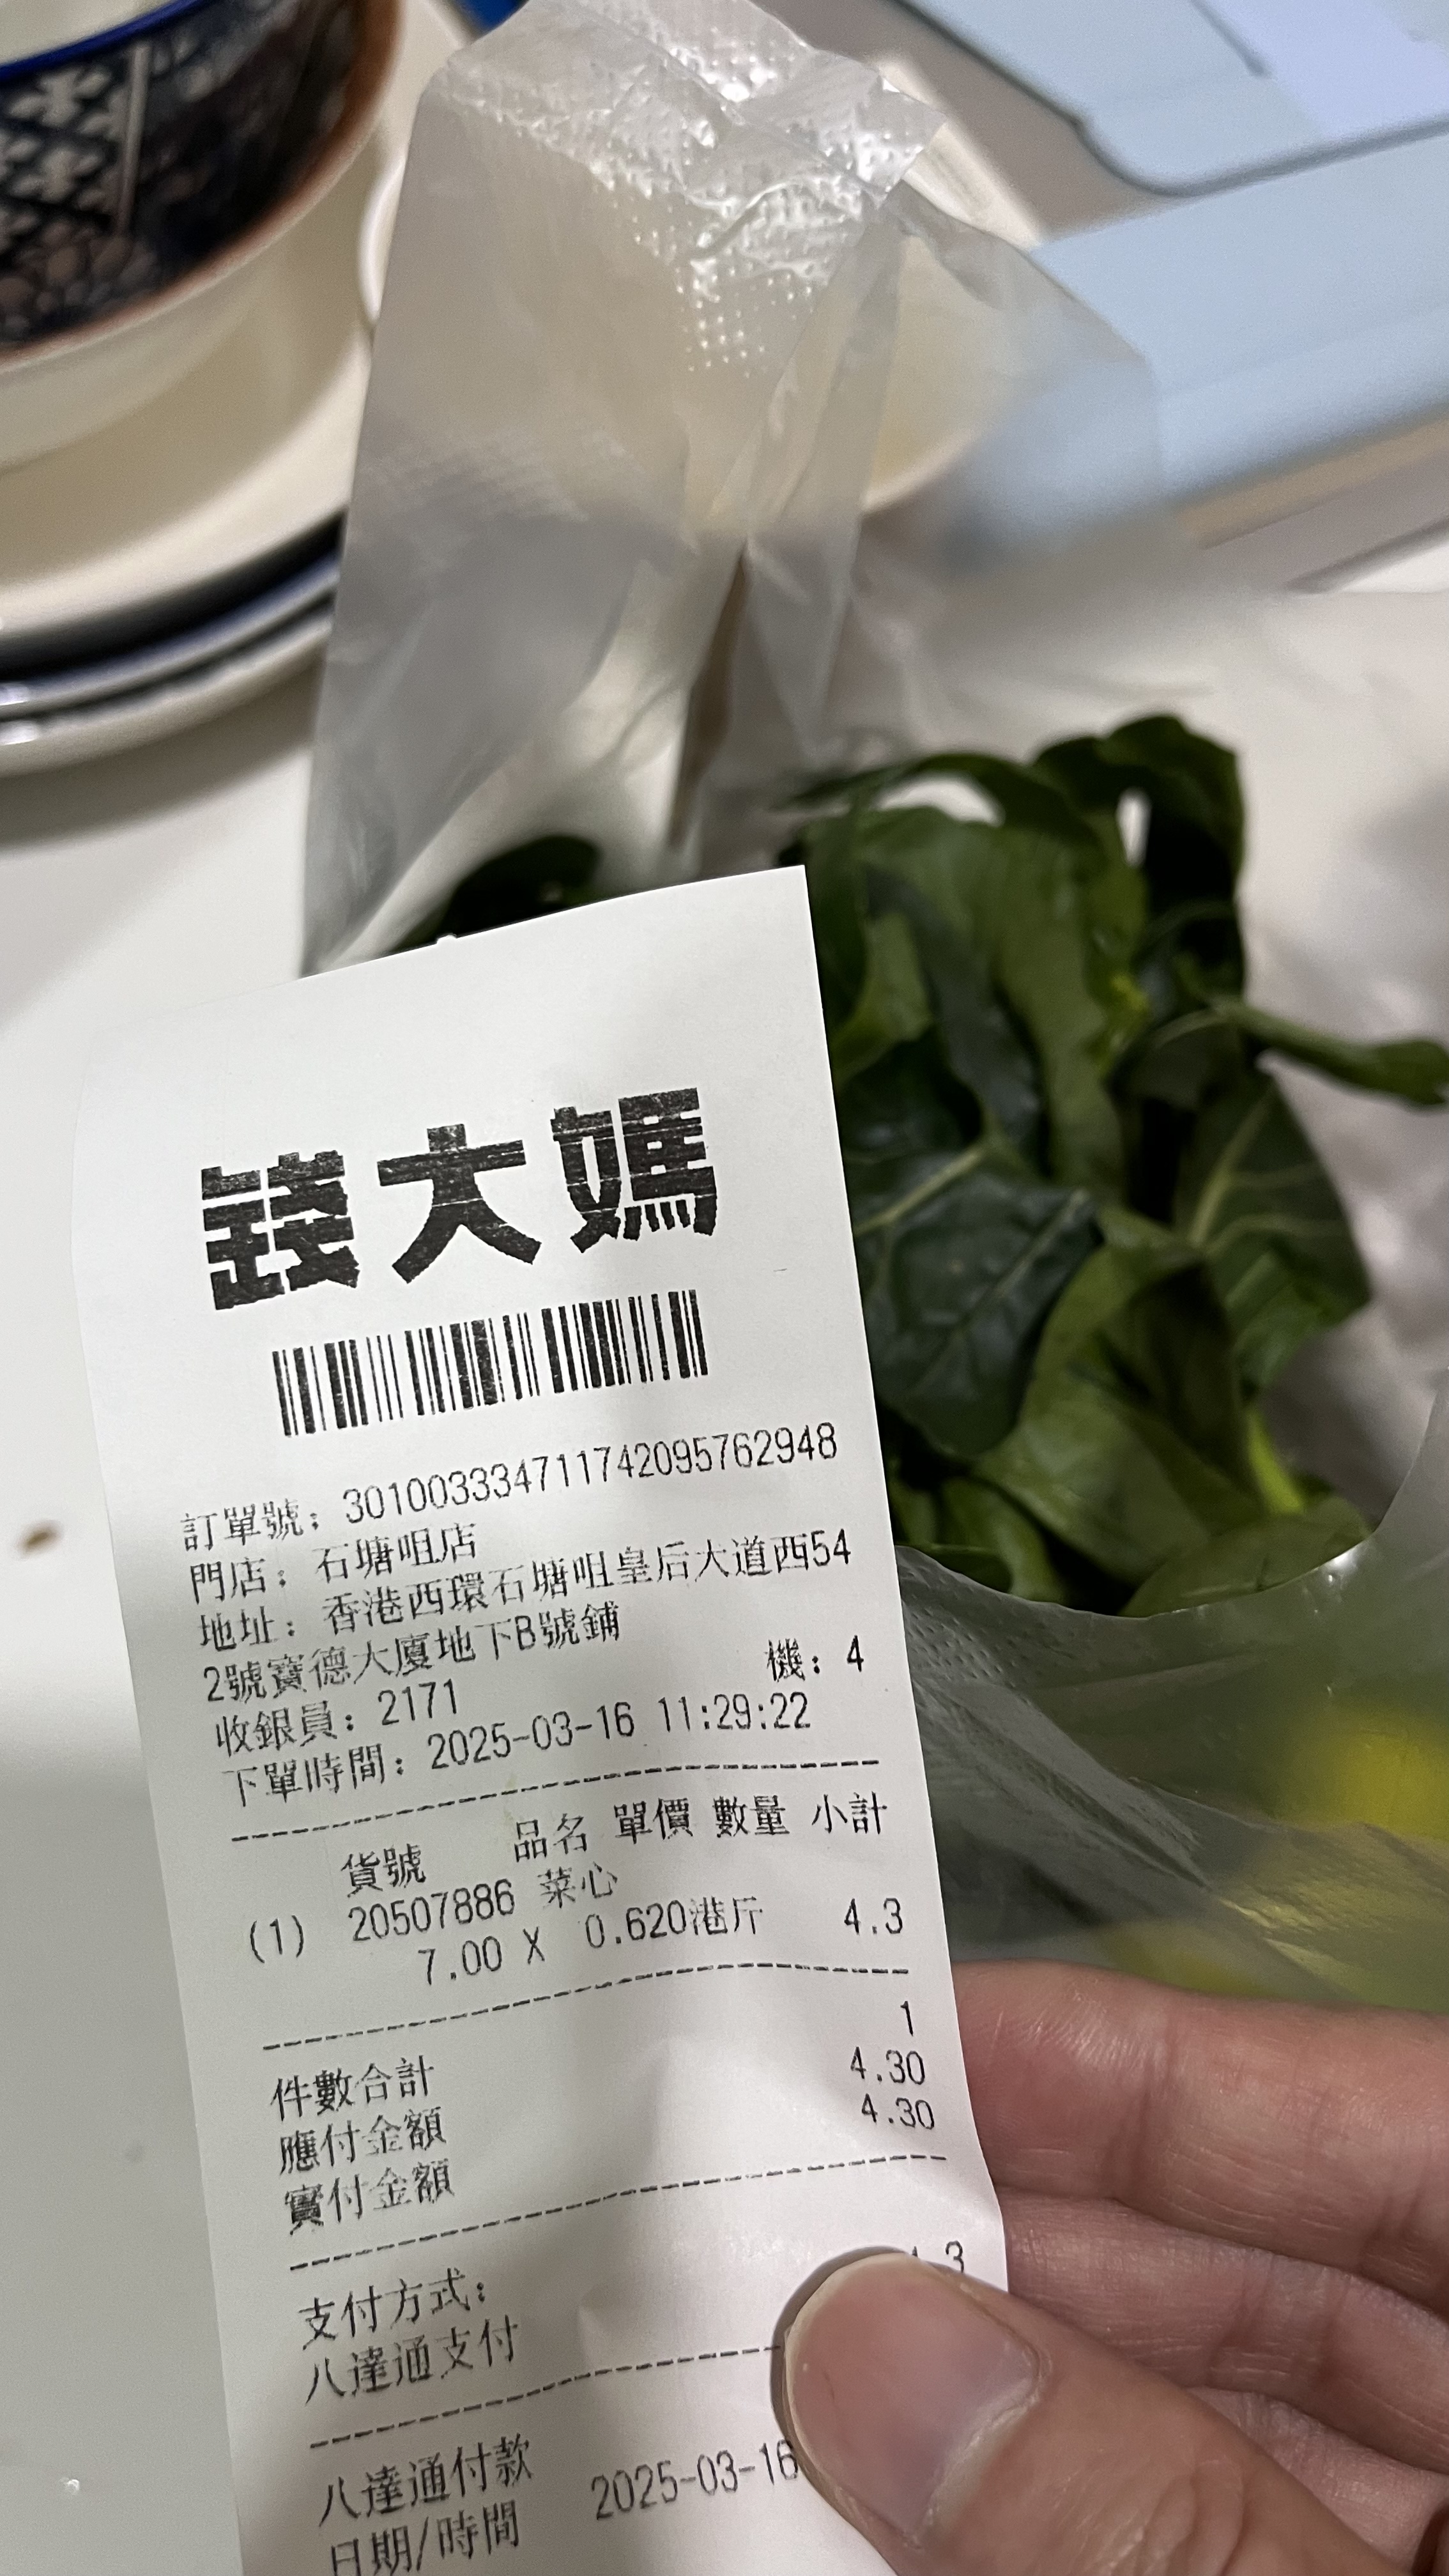 錢大媽
訂單號：301003334711742095762948
門店：石塘咀店
地址：香港西環石塘咀皇后大道西54
2號寶德大廈地下B號鋪
收銀員：2171 機：4
下單時間：2025-03-16 11:29:22
貨號 品名 單價 數量 小計
(1) 20507886 菜心
7.00 X 0.620港斤 4.3
件數合計 1
應付金額 4.30
實付金額 4.30
支付方式：
八達通支付
八達通付款
日期/時間 2025-03-16